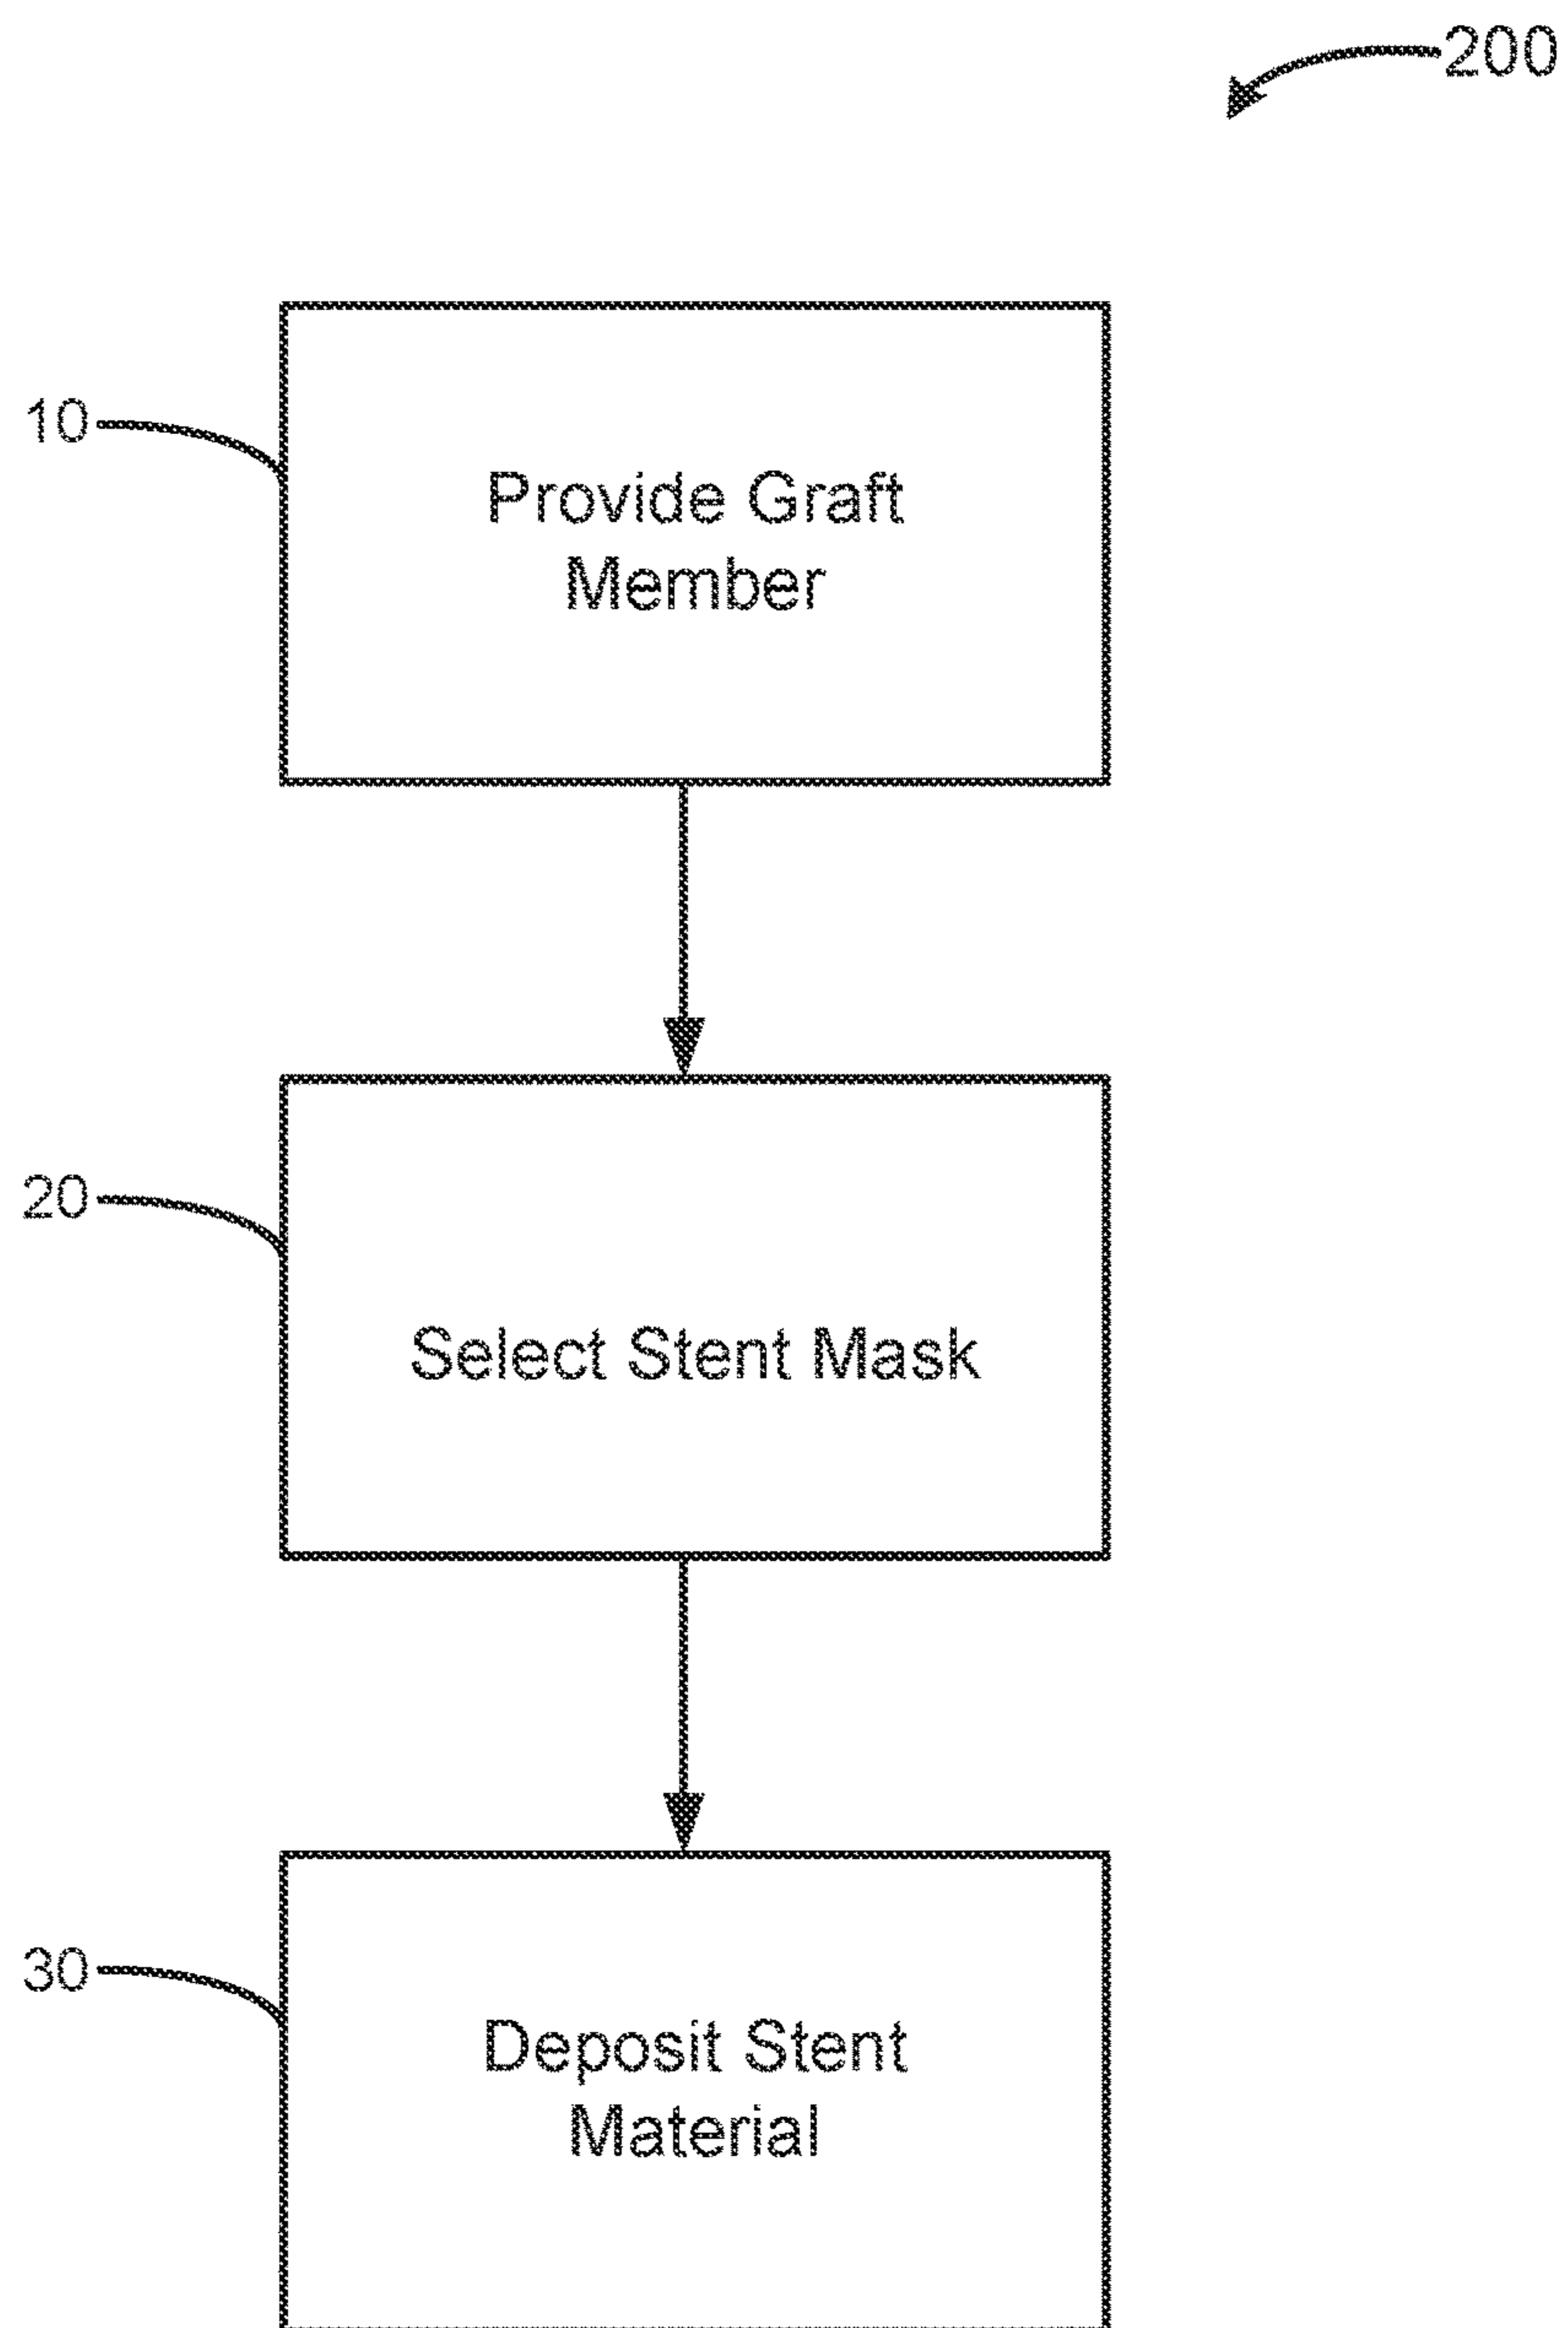 200
10
Provide Graft
Member
20
Select Stent Mask
30
Deposit Stent
Material